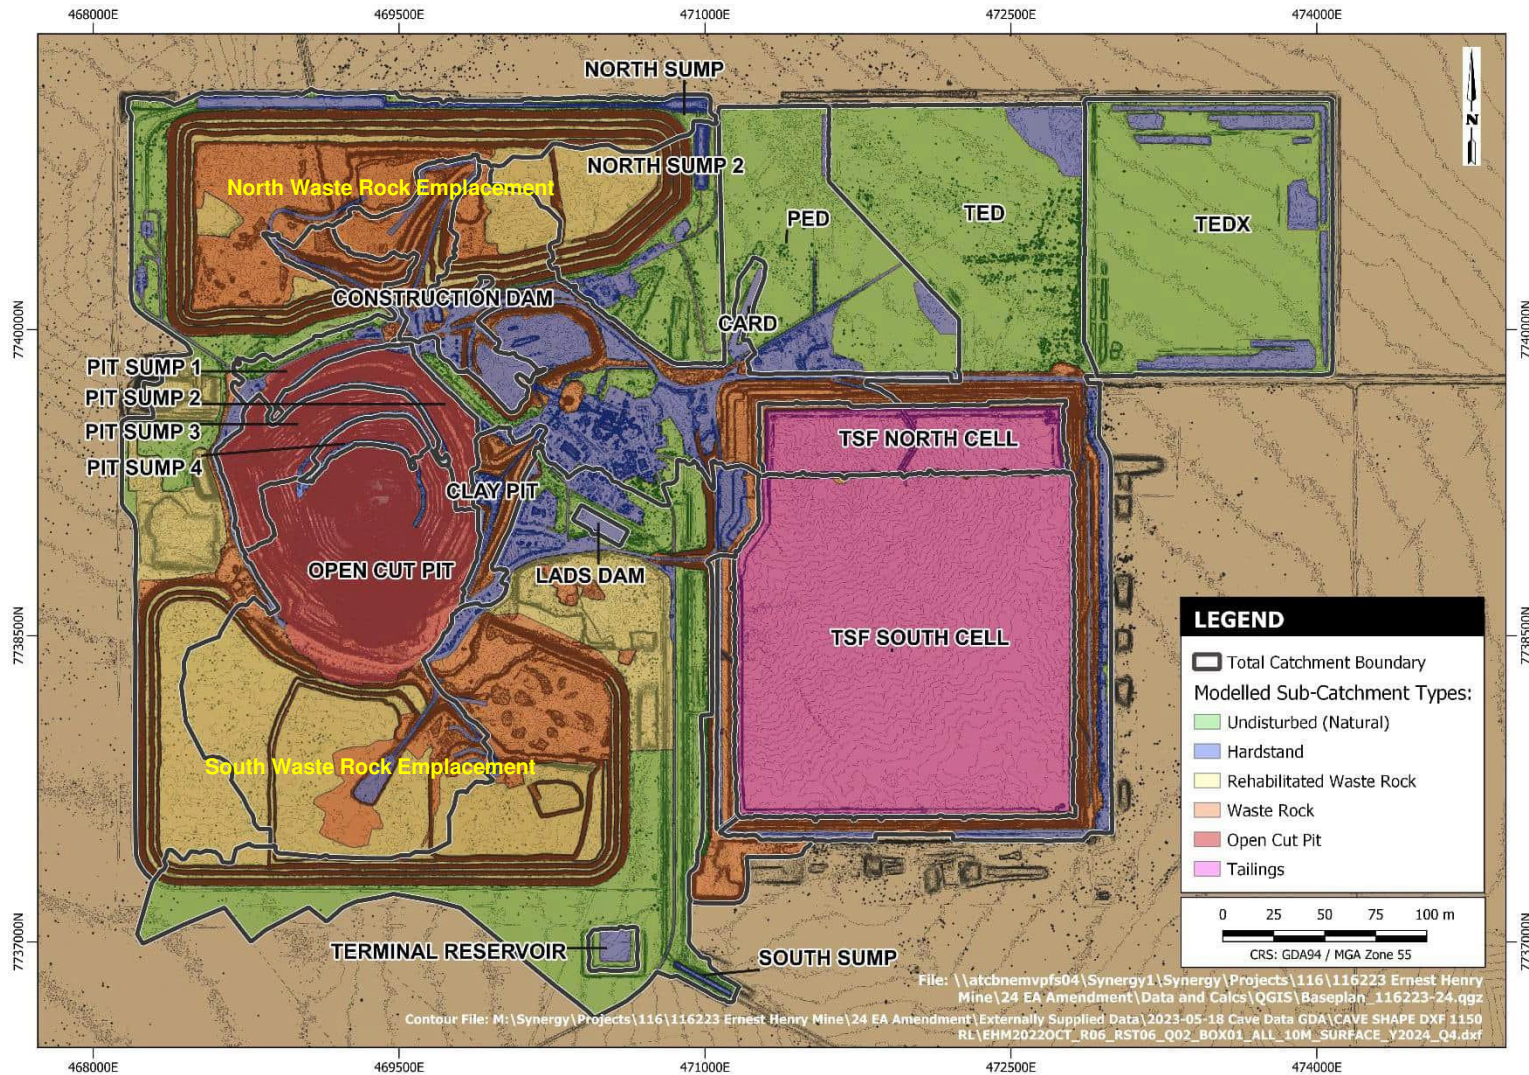 468000E
469500E
471000E
472500E
474000E
NORTH SUMP
N
NORTH SUMP 2
North Waste Rock Emplacement
PED
TED
TEDX
CONSTRUCTION DAM
CARD
7740000N
7740000N
PIT SUMP 1
PIT SUMP 2
PIT SUMP 3
PIT SUMP 4
TSF NORTH CELL
CLAY PIT
OPEN CUT PIT
LADS DAM
TSF SOUTH CELL
7738500N
7738500N
LEGEND
Total Catchment Boundary
Modelled Sub-Catchment Types:
Undisturbed (Natural)
Hardstand
Rehabilitated Waste Rock
Waste Rock
Open Cut Pit
Tailings
South Waste Rock Emplacement
0 25 50 75 100 m
CRS: GDA94 / MGA Zone 55
7737000N
7737000N
TERMINAL RESERVOIR
SOUTH SUMP
File: \\atcbnemvpfs04\Synergy1\Synergy\Projects\116\116223 Ernest Henry
Mine\24 EA Amendment\Data and Calcs\QGIS\Baseplan_116223-24.qgz
Contour File: M:\Synergy\Projects\116\116223 Ernest Henry Mine\24 EA Amendment\Externally Supplied Data\2023-05-18 Cave Data GDA\CAVE SHAPE DXF 1150
RL\EHM2022OCT_R06_RST06_Q02_BOX01_ALL_10M_SURFACE_Y2024_Q4.dxf
468000E
469500E
471000E
472500E
474000E